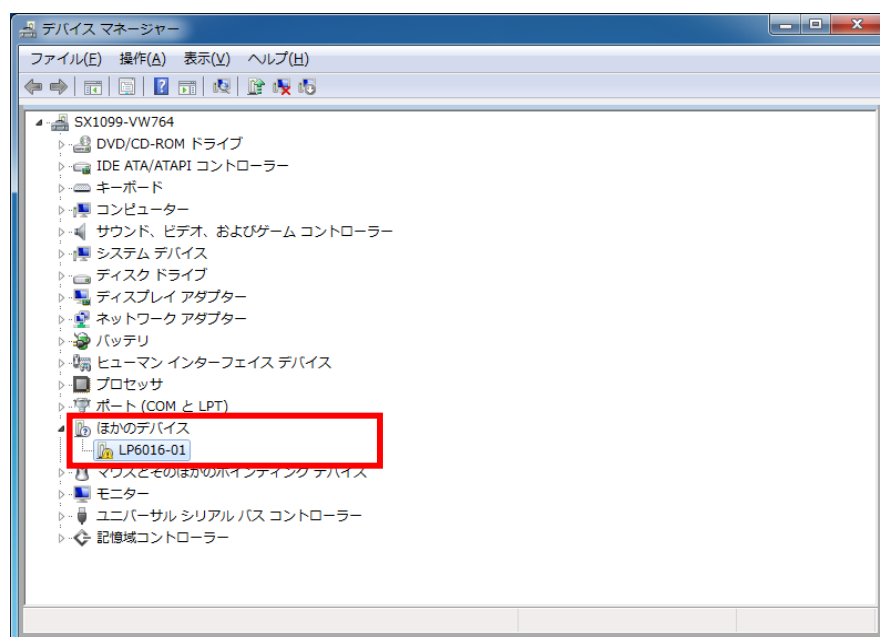 デバイス マネージャー
ファイル(F) 操作(A) 表示(V) ヘルプ(H)
SX1099-VW764
DVD/CD-ROM ドライブ
IDE ATA/ATAPI コントローラー
キーボード
コンピューター
サウンド、ビデオ、およびゲーム コントローラー
システム デバイス
ディスク ドライブ
ディスプレイ アダプター
ネットワーク アダプター
バッテリ
ヒューマン インターフェイス デバイス
プロセッサ
ポート (COM と LPT)
ほかのデバイス
LP6016-01
マウスとそのほかのポインティング デバイス
モニター
ユニバーサル シリアル バス コントローラー
記憶域コントローラー